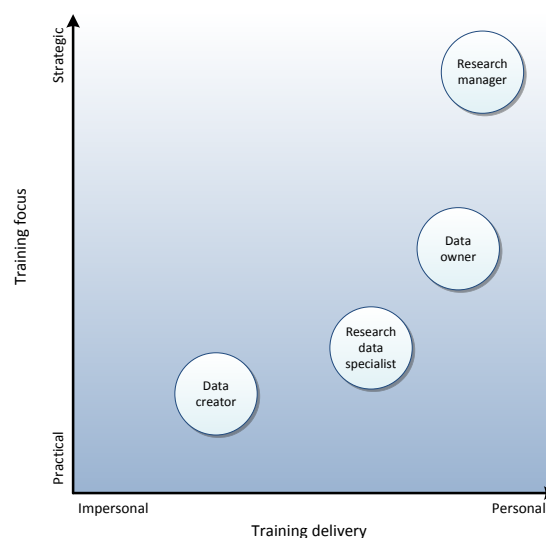 Strategic
Research
manager
Training focus
Data
owner
Research
data
specialist
Data
creator
Practical
Impersonal
Personal
Training delivery